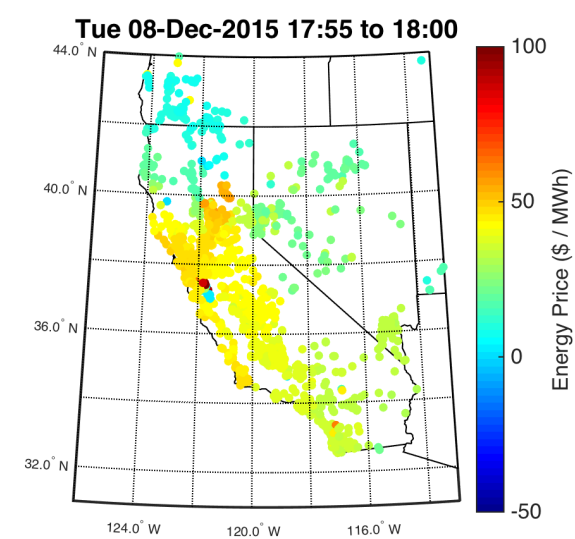 Tue 08-Dec-2015 17:55 to 18:00
44.0° N
40.0° N
36.0° N
32.0° N
124.0° W
120.0° W
116.0° W
100
50
0
-50
Energy Price ($ / MWh)